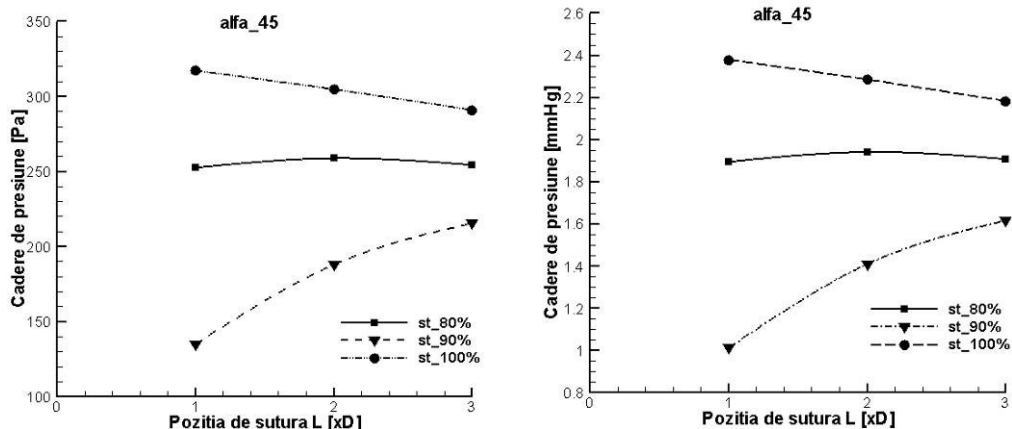 alfa_45
350
300
250
200
150
100
Cadere de presiune [Pa]
st_80%
st_90%
st_100%
0
1
2
3
Pozitia de sutura L [xD]
alfa_45
2.6
2.4
2.2
2
1.8
1.6
1.4
1.2
1
0.8
Cadere de presiune [mmHg]
st_80%
st_90%
st_100%
0
1
2
3
Pozitia de sutura L [xD]